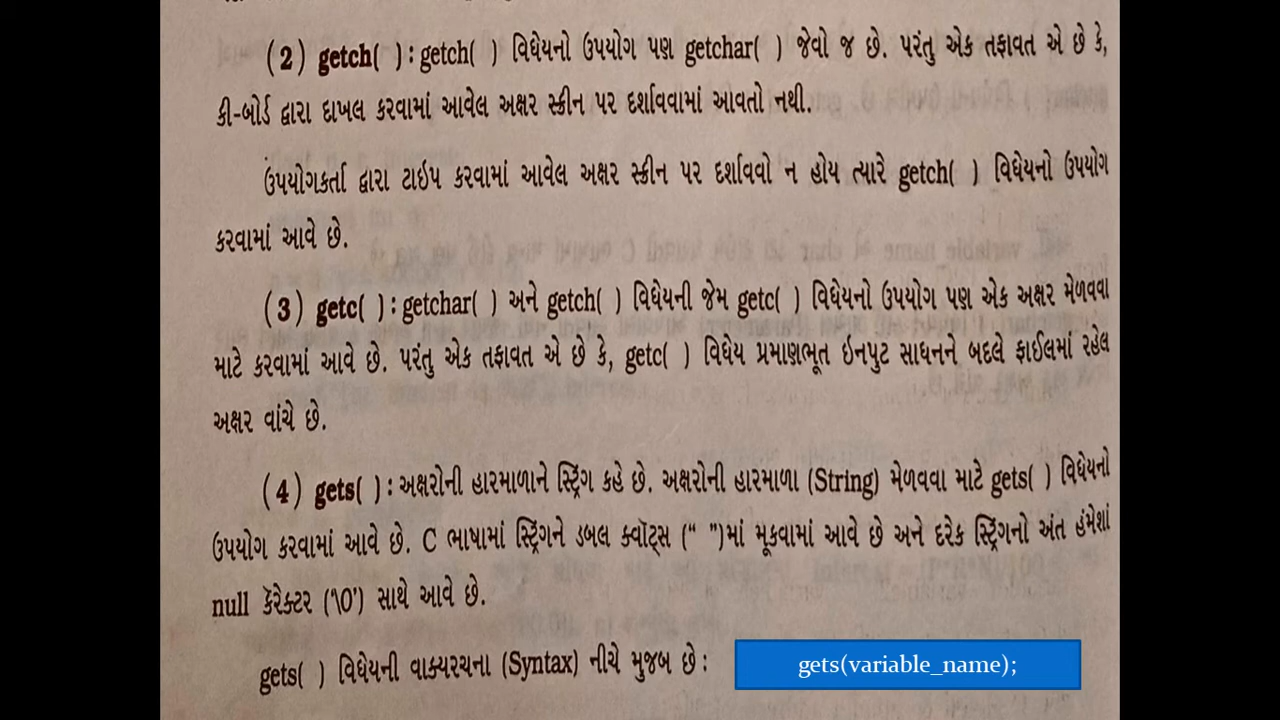 (2) getch( ) : getch( ) વિધેયનો ઉપયોગ પણ getchar( ) જેવો જ છે. પરંતુ એક તફાવત એ છે કે,
કી-બોર્ડ દ્વારા દાખલ કરવામાં આવેલ અક્ષર સ્ક્રીન પર દર્શાવવામાં આવતો નથી.
ઉપયોગકર્તા દ્વારા ટાઇપ કરવામાં આવેલ અક્ષર સ્ક્રીન પર દર્શાવવો ન હોય ત્યારે getch( ) વિધેયનો ઉપયોગ
કરવામાં આવે છે.
(3) getc( ) : getchar( ) અને getch( ) વિધેયની જેમ getc( ) વિધેયનો ઉપયોગ પણ એક અક્ષર મેળવવા
માટે કરવામાં આવે છે. પરંતુ એક તફાવત એ છે કે, getc( ) વિધેય પ્રમાણભૂત ઇનપુટ સાધનને બદલે ફાઈલમાં રહેલ
અક્ષર વાંચે છે.
(4) gets( ) : અક્ષરોની હારમાળાને સ્ટ્રિંગ કહે છે. અક્ષરોની હારમાળા (String) મેળવવા માટે gets( ) વિધેયનો
ઉપયોગ કરવામાં આવે છે. C ભાષામાં સ્ટ્રિંગને ડબલ ક્વૉટ્સ (“ ”)માં મૂકવામાં આવે છે અને દરેક સ્ટ્રિંગનો અંત હંમેશાં
null કૅરેક્ટર (\0’) સાથે આવે છે.
gets( ) વિધેયની વાક્યરચના (Syntax) નીચે મુજબ છે : gets(variable_name);